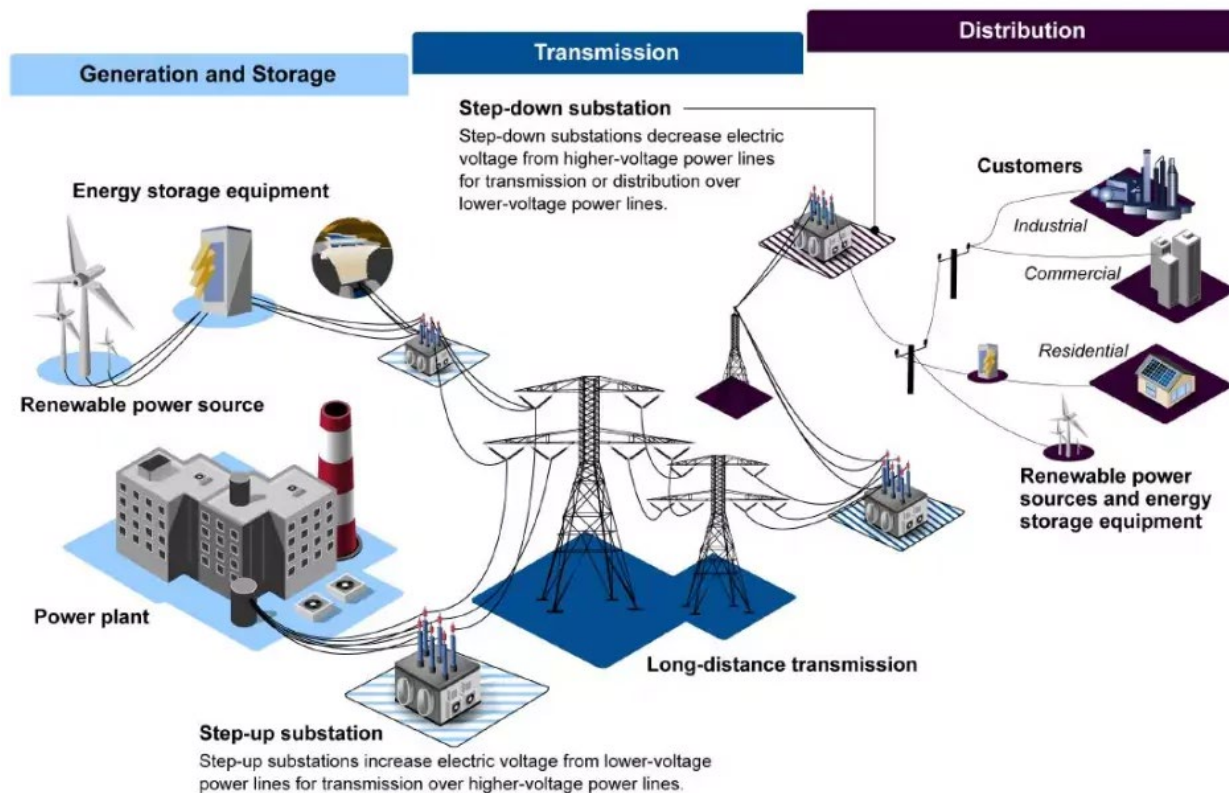 Generation and Storage
Transmission
Distribution
Step-down substation
Step-down substations decrease electric
voltage from higher-voltage power lines
for transmission or distribution over
lower-voltage power lines.
Energy storage equipment
Renewable power source
Power plant
Step-up substation
Step-up substations increase electric voltage from lower-voltage
power lines for transmission over higher-voltage power lines.
Long-distance transmission
Customers
Industrial
Commercial
Residential
Renewable power
sources and energy
storage equipment